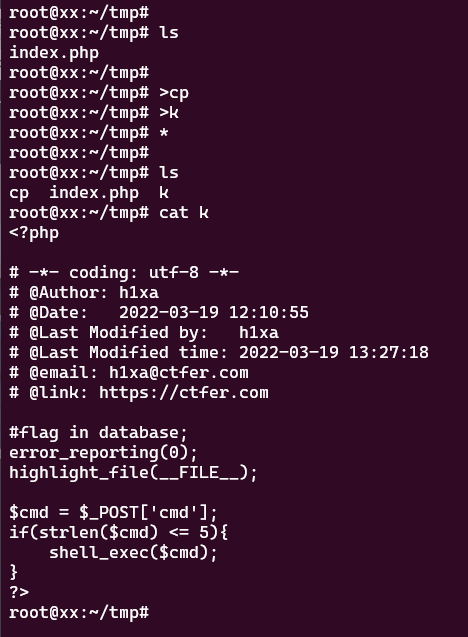 root@xx:~/tmp#
root@xx:~/tmp# ls
index.php
root@xx:~/tmp#
root@xx:~/tmp# >cp
root@xx:~/tmp# >k
root@xx:~/tmp# *
root@xx:~/tmp#
root@xx:~/tmp# ls
cp  index.php  k
root@xx:~/tmp# cat k
<?php

# -*- coding: utf-8 -*-
# @Author: h1xa
# @Date:   2022-03-19 12:10:55
# @Last Modified by:   h1xa
# @Last Modified time: 2022-03-19 13:27:18
# @email: h1xa@ctfer.com
# @link: https://ctfer.com

#flag in database;
error_reporting(0);
highlight_file(__FILE__);

$cmd = $_POST['cmd'];
if(strlen($cmd) <= 5){
    shell_exec($cmd);
}
?>
root@xx:~/tmp#